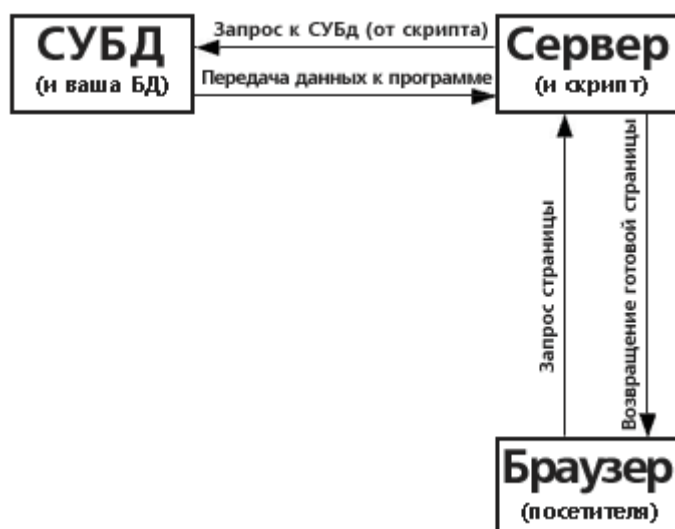 СУБД
(и ваша БД)
Запрос к СУБд (от скрипта)
Передача данных к программе
Сервер
(и скрипт)
Запрос страницы
Возвращение готовой страницы
Браузер
(посетителя)